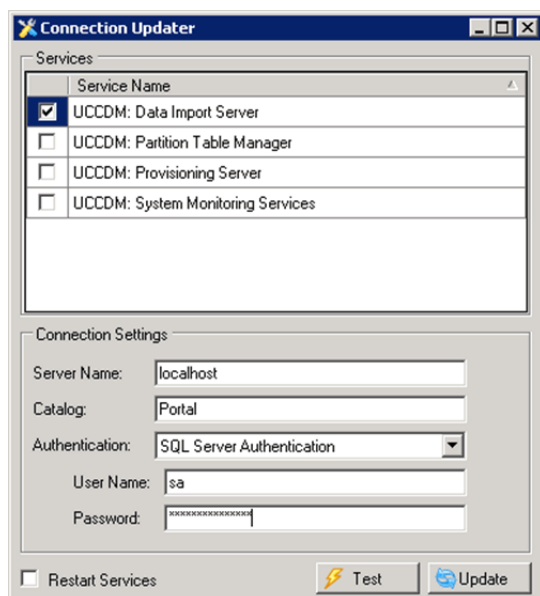 Connection Updater
Services
Service Name
UCCDM: Data Import Server
UCCDM: Partition Table Manager
UCCDM: Provisioning Server
UCCDM: System Monitoring Services
Connection Settings
Server Name: localhost
Catalog: Portal
Authentication: SQL Server Authentication
User Name: sa
Password: ***************
Restart Services Test Update